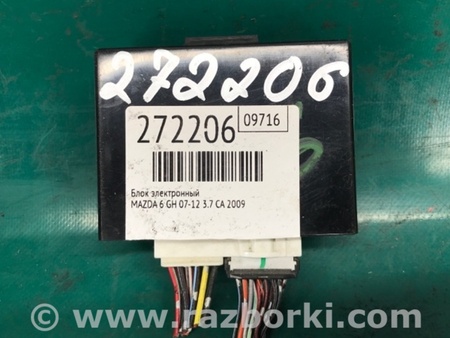 272206
272206
09716
Блок электронный
MAZDA 6 GH 07-12 3.7 CA 2009
© www.razborki.com